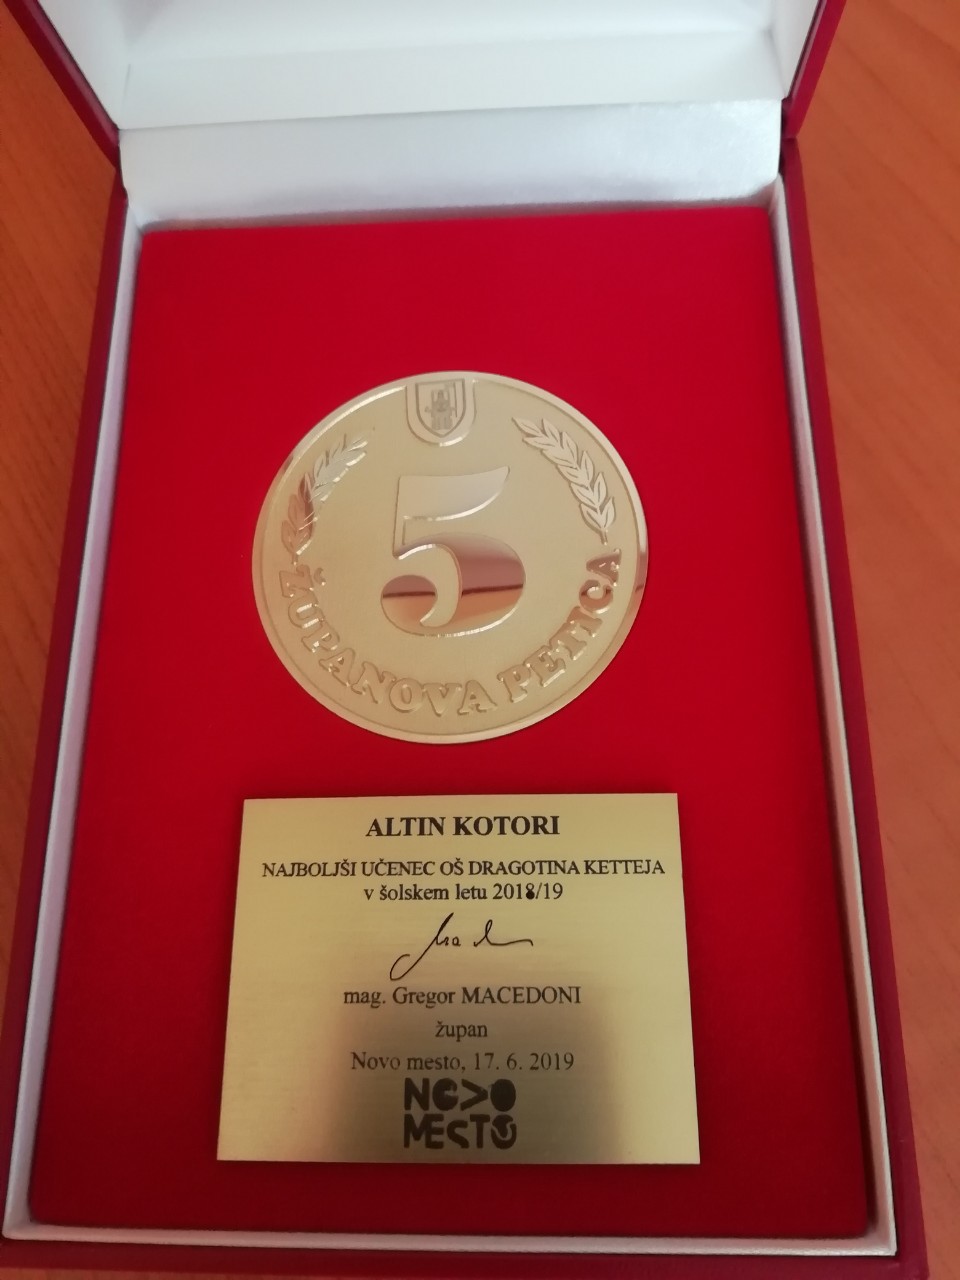 5
ŽUPANOVA PETICA
ALTIN KOTORI
NAJBOLJŠI UČENEC OŠ DRAGOTINA KETTEJA
v šolskem letu 2018/19
mag. Gregor MACEDONI
župan
Novo mesto, 17. 6. 2019
NOVO
MESTO